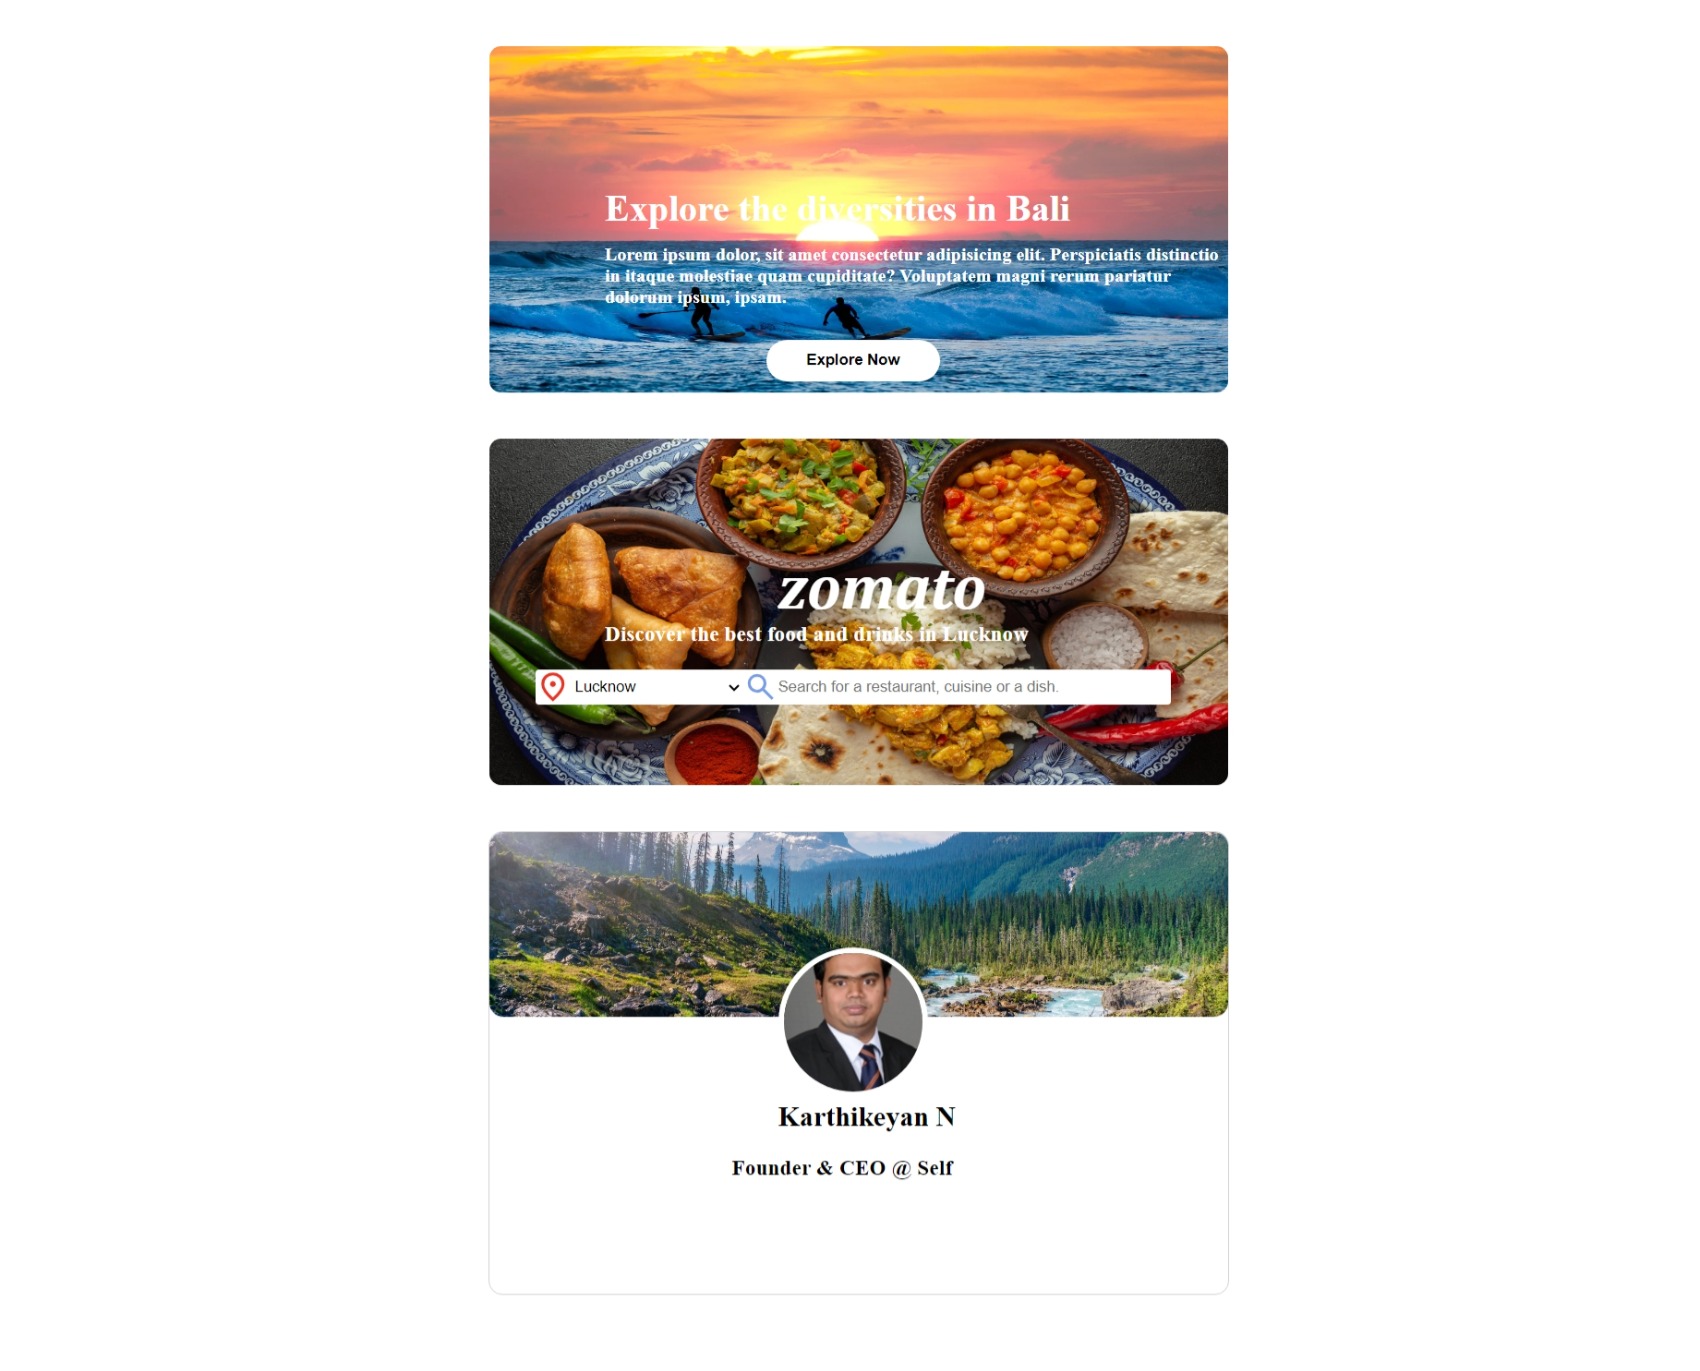 Explore the diversities in Bali
Lorem ipsum dolor, sit amet consectetur adipisicing elit. Perspiciatis distinctio
in itaque molestiae quam cupiditate? Voluptatem magni rerum pariatur
dolorum ipsum, ipsam.
Explore Now
zomato
Discover the best food and drinks in Lucknow
Lucknow Search for a restaurant, cuisine or a dish.
Karthikeyan N
Founder & CEO @ Self